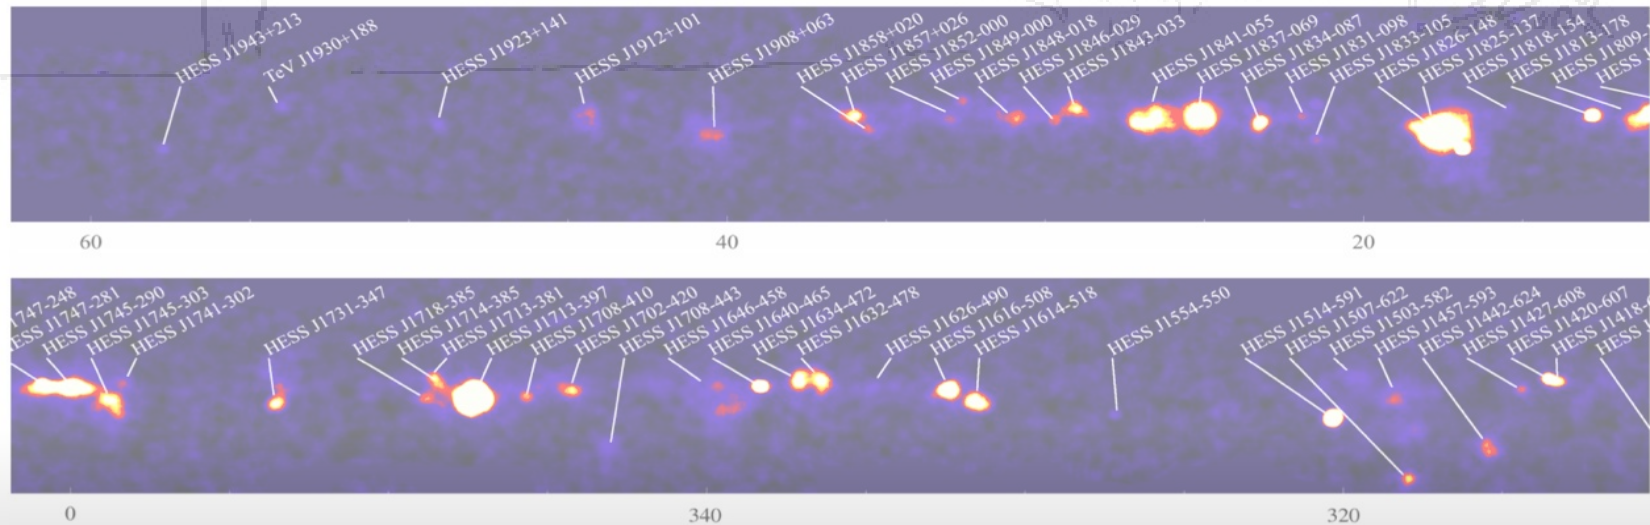 HESS J1943+213
TeV J1930+188
HESS J1923+141
HESS J1912+101
HESS J1908+063
HESS J1858+020
HESS J1857+026
HESS J1852-000
HESS J1849-000
HESS J1848-018
HESS J1846-029
HESS J1843-033
HESS J1841-055
HESS J1837-069
HESS J1834-087
HESS J1831-098
HESS J1833-105
HESS J1826-148
HESS J1825-137
HESS J1818-154
HESS J1813-178
HESS J1809
60 40 20
1747-248
HESS J1747-281
HESS J1745-290
HESS J1745-303
HESS J1741-302
HESS J1731-347
HESS J1718-385
HESS J1714-385
HESS J1713-381
HESS J1713-397
HESS J1708-410
HESS J1702-420
HESS J1708-443
HESS J1646-458
HESS J1640-465
HESS J1634-472
HESS J1632-478
HESS J1626-490
HESS J1616-508
HESS J1614-518
HESS J1554-550
HESS J1514-591
HESS J1507-622
HESS J1503-582
HESS J1457-593
HESS J1442-624
HESS J1427-608
HESS J1420-607
HESS J1418-
HESS
0 340 320